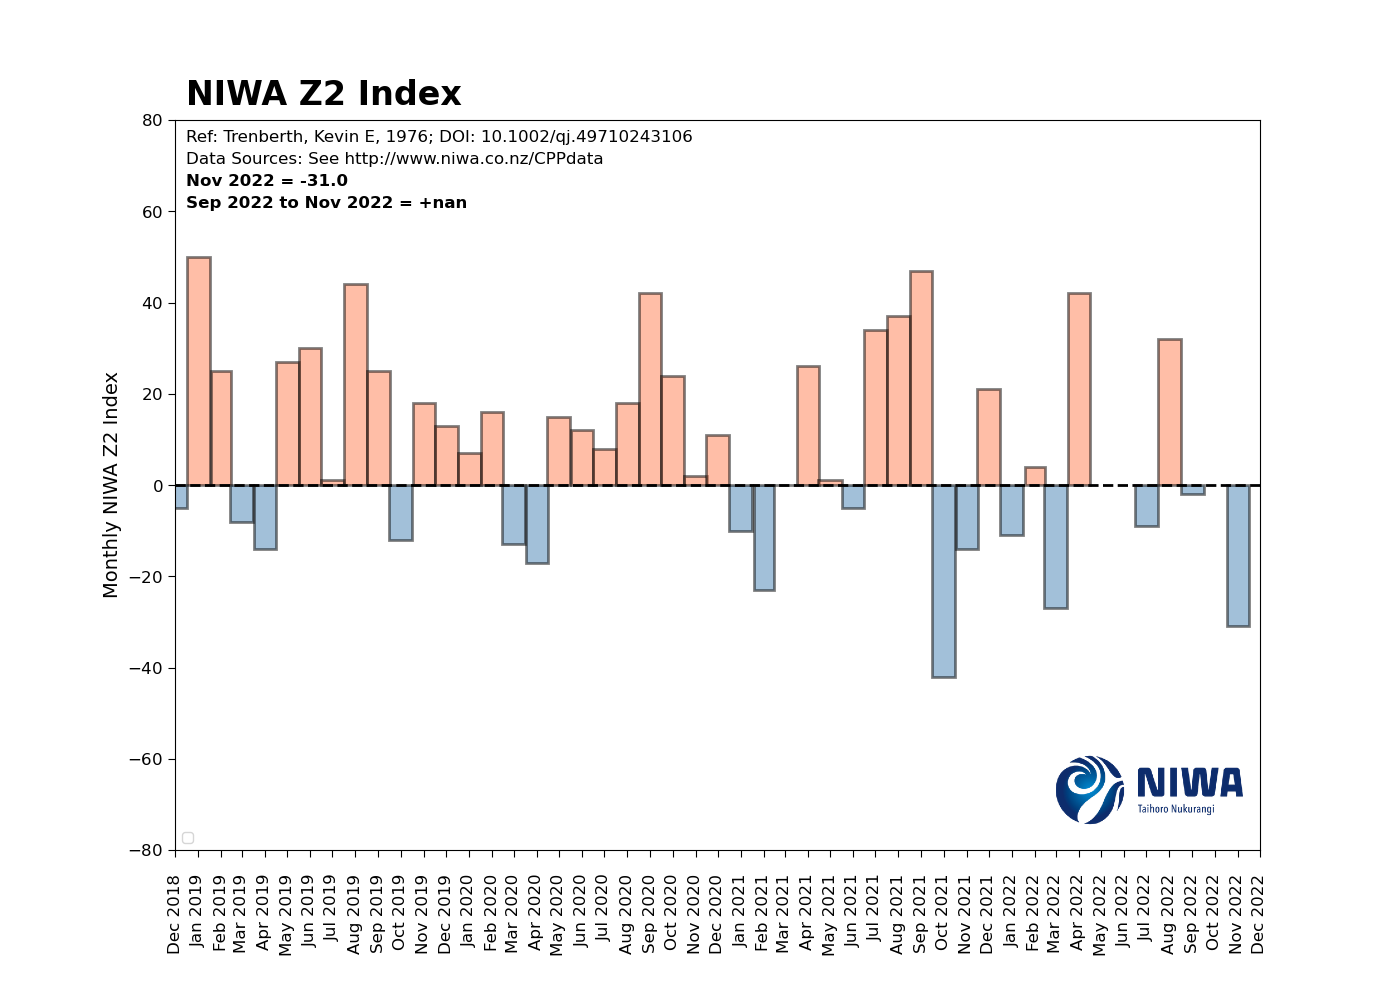 NIWA Z2 Index
Ref: Trenberth, Kevin E, 1976; DOI: 10.1002/qj.49710243106
Data Sources: See http://www.niwa.co.nz/CPPdata
Nov 2022 = -31.0
Sep 2022 to Nov 2022 = +nan
Monthly NIWA Z2 Index
80
60
40
20
0
−20
−40
−60
−80
NIWA
Taihoro Nukurangi
Dec 2018
Jan 2019
Feb 2019
Mar 2019
Apr 2019
May 2019
Jun 2019
Jul 2019
Aug 2019
Sep 2019
Oct 2019
Nov 2019
Dec 2019
Jan 2020
Feb 2020
Mar 2020
Apr 2020
May 2020
Jun 2020
Jul 2020
Aug 2020
Sep 2020
Oct 2020
Nov 2020
Dec 2020
Jan 2021
Feb 2021
Mar 2021
Apr 2021
May 2021
Jun 2021
Jul 2021
Aug 2021
Sep 2021
Oct 2021
Nov 2021
Dec 2021
Jan 2022
Feb 2022
Mar 2022
Apr 2022
May 2022
Jun 2022
Jul 2022
Aug 2022
Sep 2022
Oct 2022
Nov 2022
Dec 2022